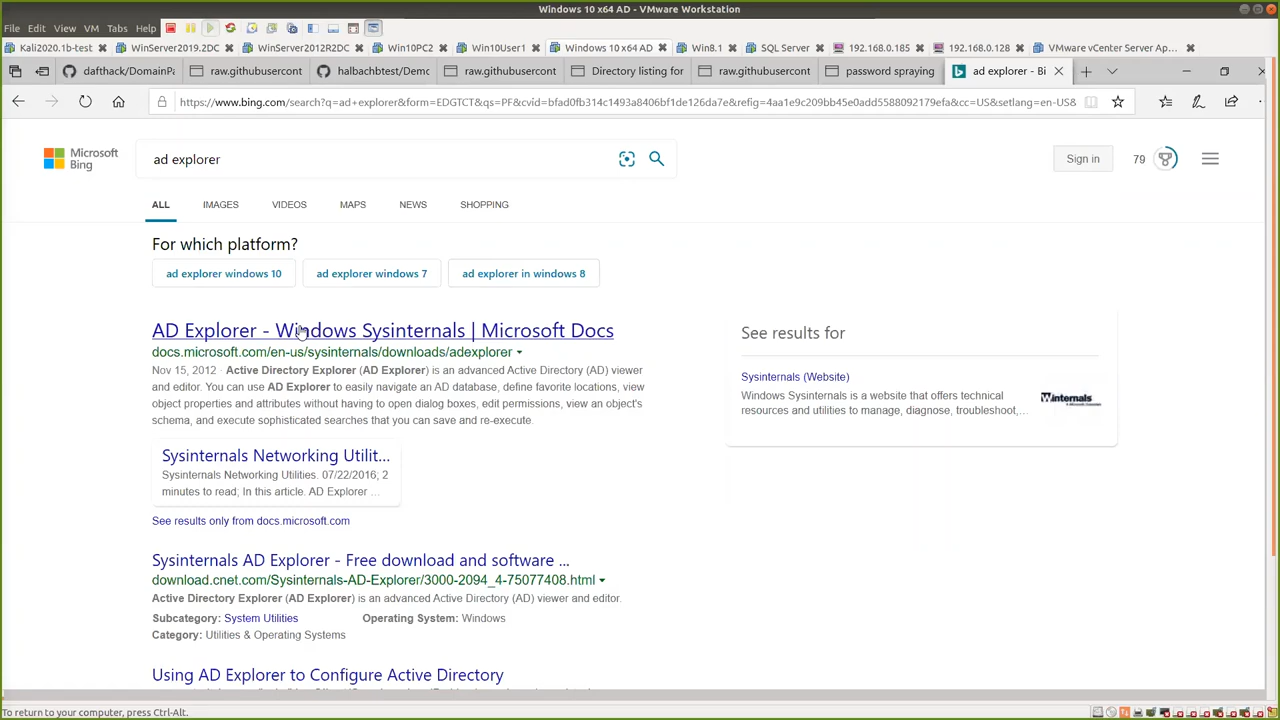 Windows 10 x64 AD - VMware Workstation
File Edit View VM Tabs Help
Kali2020.1b-test WinServer2019.2DC WinServer2012R2DC Win10PC2 Win10User1 Windows 10 x64 AD Win8.1 SQL Server 192.168.0.185 192.168.0.128 VMware vCenter Server Ap...
dafthack/DomainPa raw.githubusercont halbachbtest/Demc raw.githubusercont Directory listing for raw.githubusercont password spraying ad explorer - Bi
https://www.bing.com/search?q=ad+explorer&form=EDGTCT&qs=PF&cvid=bfad0fb314c1493a8406bf1de126da7e&refig=4aa1e9c209bb45e0add5588092179efa&cc=US&setlang=en-US&
Microsoft
Bing
ad explorer
Sign in
79
ALL IMAGES VIDEOS MAPS NEWS SHOPPING
For which platform?
ad explorer windows 10 ad explorer windows 7 ad explorer in windows 8
AD Explorer - Windows Sysinternals | Microsoft Docs
docs.microsoft.com/en-us/sysinternals/downloads/adexplorer
Nov 15, 2012 · Active Directory Explorer (AD Explorer) is an advanced Active Directory (AD) viewer
and editor. You can use AD Explorer to easily navigate an AD database, define favorite locations, view
object properties and attributes without having to open dialog boxes, edit permissions, view an object's
schema, and execute sophisticated searches that you can save and re-execute.
Sysinternals Networking Utilit...
Sysinternals Networking Utilities. 07/22/2016; 2
minutes to read; In this article. AD Explorer ...
See results only from docs.microsoft.com
Sysinternals AD Explorer - Free download and software ...
download.cnet.com/Sysinternals-AD-Explorer/3000-2094_4-75077408.html
Active Directory Explorer (AD Explorer) is an advanced Active Directory (AD) viewer and editor.
Subcategory: System Utilities Operating System: Windows
Category: Utilities & Operating Systems
Using AD Explorer to Configure Active Directory
See results for
Sysinternals (Website)
Windows Sysinternals is a website that offers technical
resources and utilities to manage, diagnose, troubleshoot,...
Winternals
To return to your computer, press Ctrl-Alt.